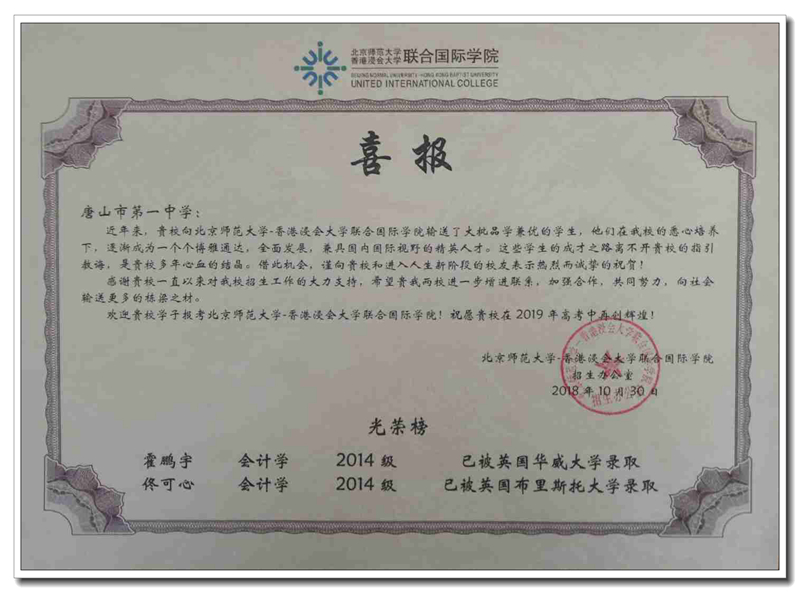 北京师范大学
香港浸会大学 联合国际学院
BEIJING NORMAL UNIVERSITY·HONG KONG BAPTIST UNIVERSITY
UNITED INTERNATIONAL COLLEGE
喜报
唐山市第一中学：
近年来，贵校向北京师范大学-香港浸会大学联合国际学院输送了大批品学兼优的学生，他们在我校的悉心培养
下，逐渐成为一个个博雅通达，全面发展，兼具国内国际视野的精英人才。这些学生的成才之路离不开贵校的指引
教诲，是贵校多年心血的结晶。借此机会，谨向贵校和进入人生新阶段的校友表示热烈而诚挚的祝贺！
感谢贵校一直以来对我校招生工作的大力支持，希望贵我两校进一步增进联系，加强合作，共同努力，向社会
输送更多的栋梁之材。
欢迎贵校学子报考北京师范大学-香港浸会大学联合国际学院！祝愿贵校在2019年高考中再创辉煌！
北京师范大学-香港浸会大学联合国际学院
招生办公室
2018年10月30日
光荣榜
霍鹏宇 会计学 2014级 已被英国华威大学录取
佟可心 会计学 2014级 已被英国布里斯托大学录取